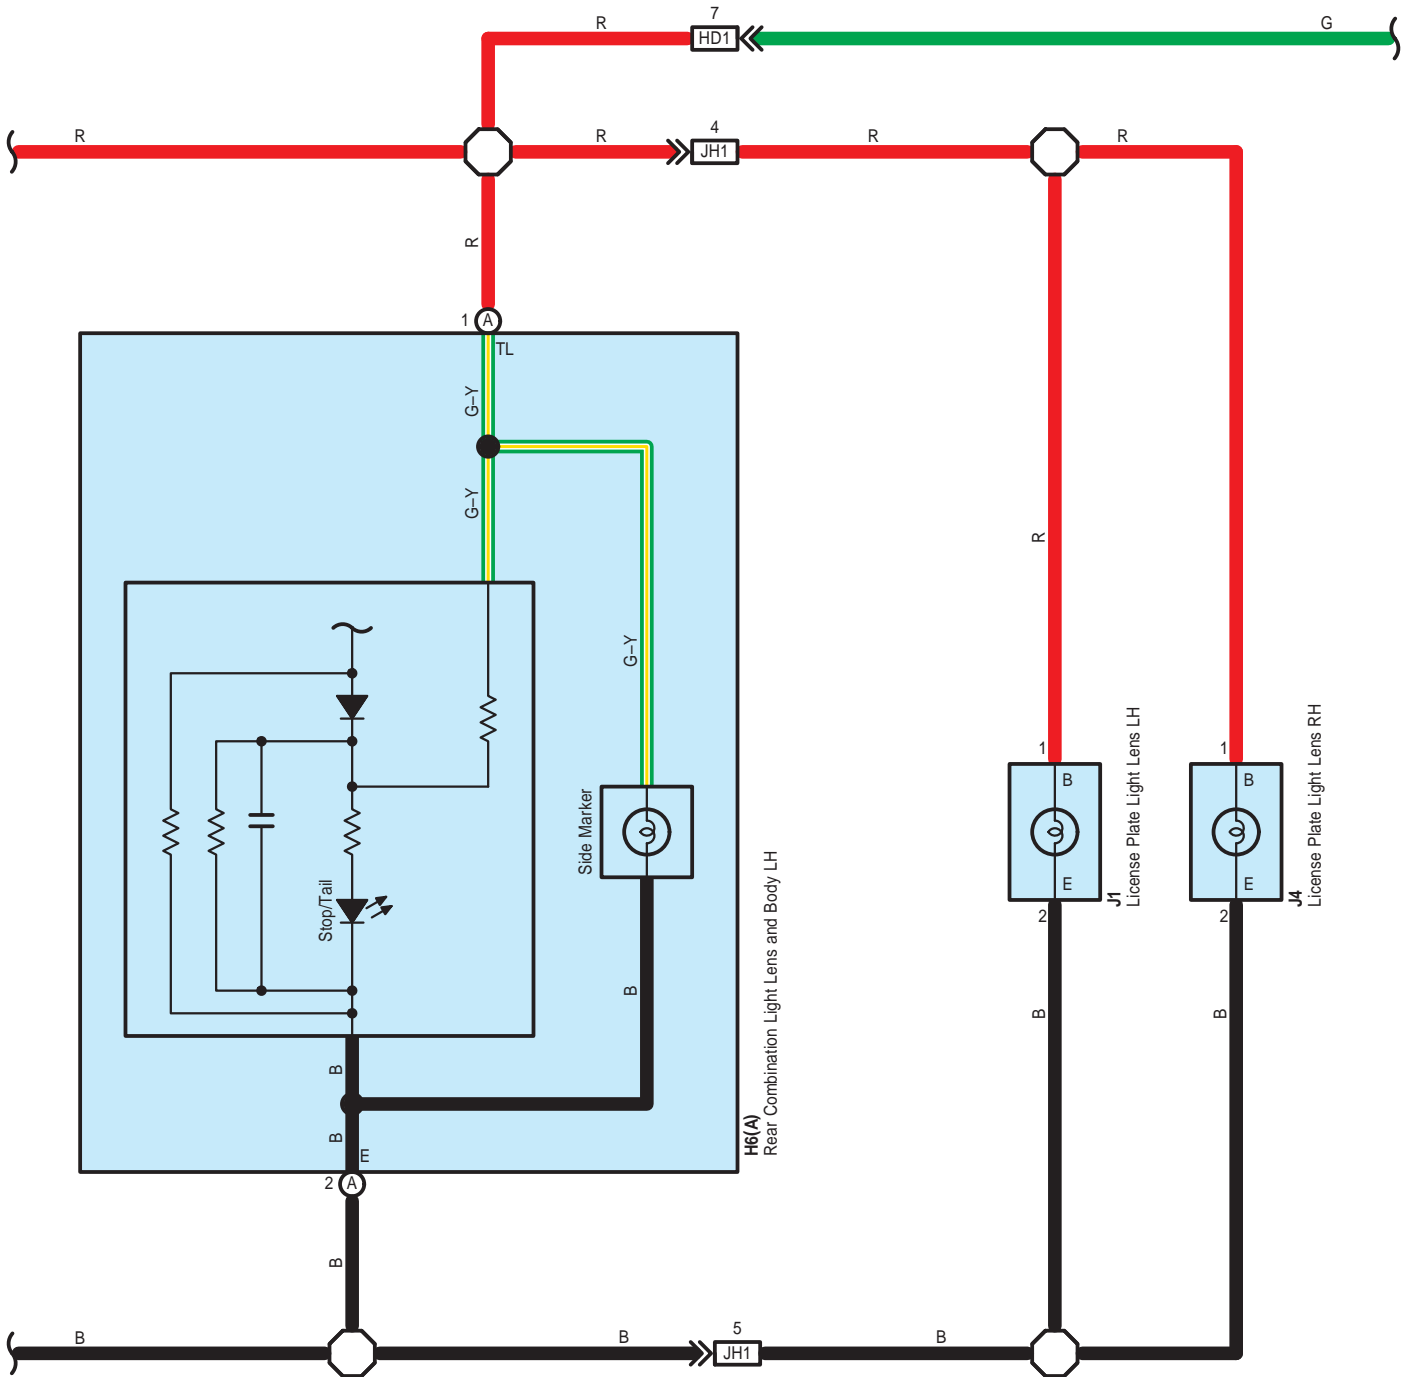 7
R
HD1
G
R
R
4
JH1
R
R
R
1
A
TL
G–Y
G–Y
R
G–Y
1
B
E
2
J1
License Plate Light Lens LH
1
B
E
2
J4
License Plate Light Lens RH
Side Marker
Stop/Tail
B
B
B
B
B
E
H6(A)
Rear Combination Light Lens and Body LH
2
A
B
B
B
5
JH1
B